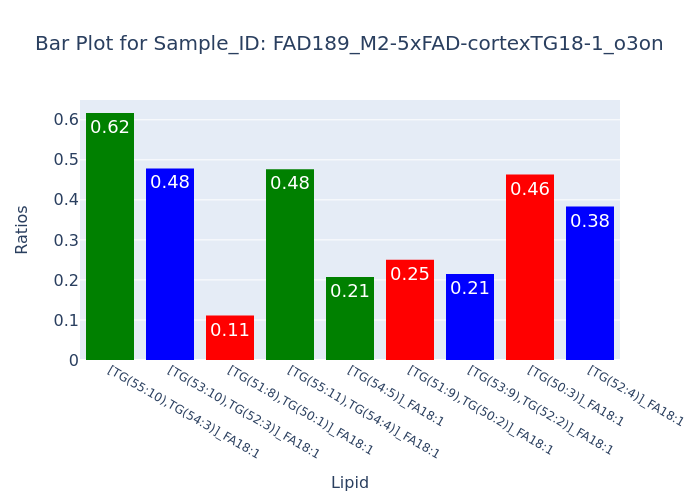 Bar Plot for Sample_ID: FAD189_M2-5xFAD-cortexTG18-1_o3on
Ratios
0.6
0.5
0.4
0.3
0.2
0.1
0
0.62
0.48
0.11
0.48
0.21
0.25
0.21
0.46
0.38
[TG(55:10),TG(54:3)]_FA18:1
[TG(53:10),TG(52:3)]_FA18:1
[TG(51:8),TG(50:1)]_FA18:1
[TG(55:11),TG(54:4)]_FA18:1
[TG(54:5)]_FA18:1
[TG(51:9),TG(50:2)]_FA18:1
[TG(53:9),TG(52:2)]_FA18:1
[TG(50:3)]_FA18:1
[TG(52:4)]_FA18:1
Lipid